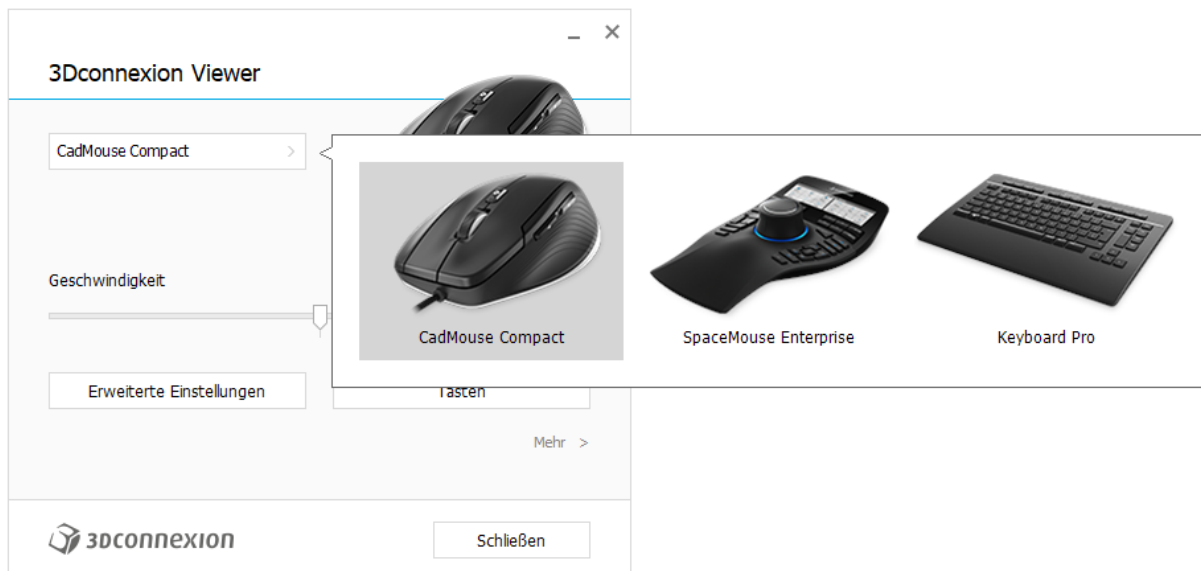 3Dconnexion Viewer
CadMouse Compact
Geschwindigkeit
CadMouse Compact
SpaceMouse Enterprise
Keyboard Pro
Erweiterte Einstellungen
Tasten
Mehr >
3Dconnexion
Schließen